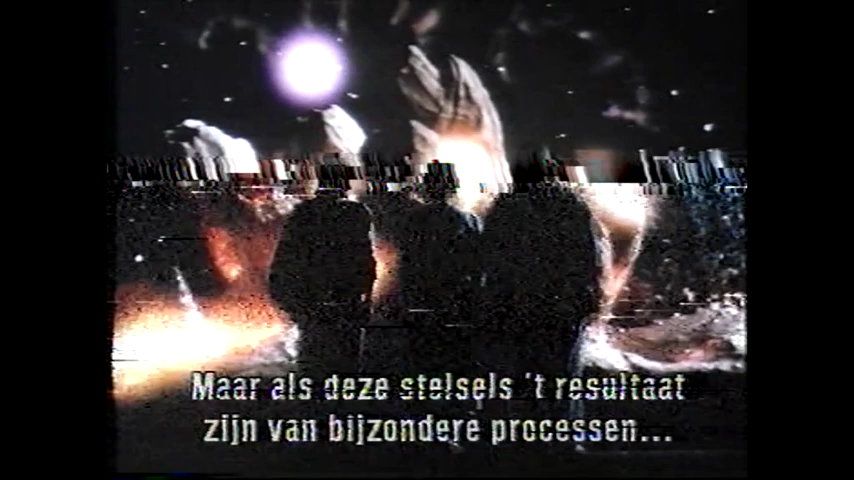 Maar als deze stelsels 't resultaat
zijn van bijzondere processen...